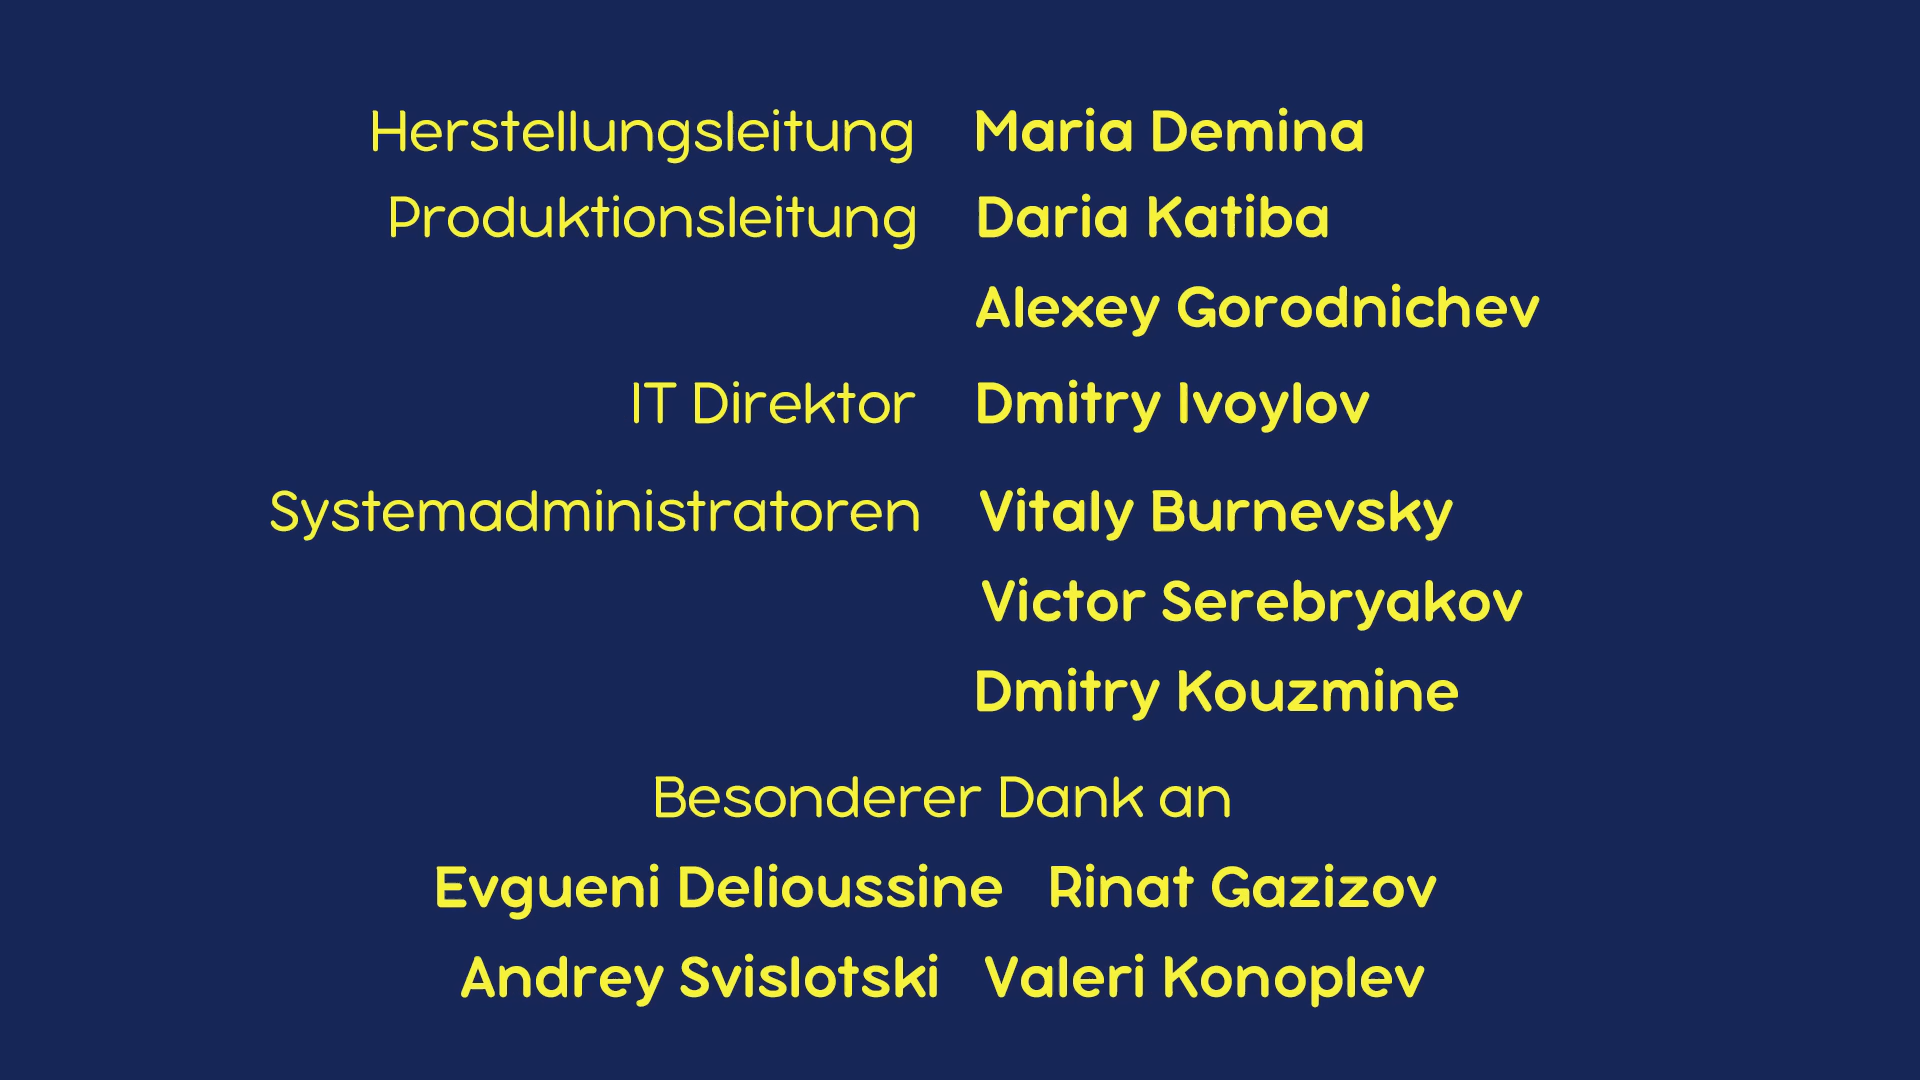 Herstellungsleitung Maria Demina
Produktionsleitung Daria Katiba
Alexey Gorodnichev
IT Direktor Dmitry Ivoylov
Systemadministratoren Vitaly Burnevsky
Victor Serebryakov
Dmitry Kouzmine
Besonderer Dank an
Evgueni Delioussine Rinat Gazizov
Andrey Svislotski Valeri Konoplev